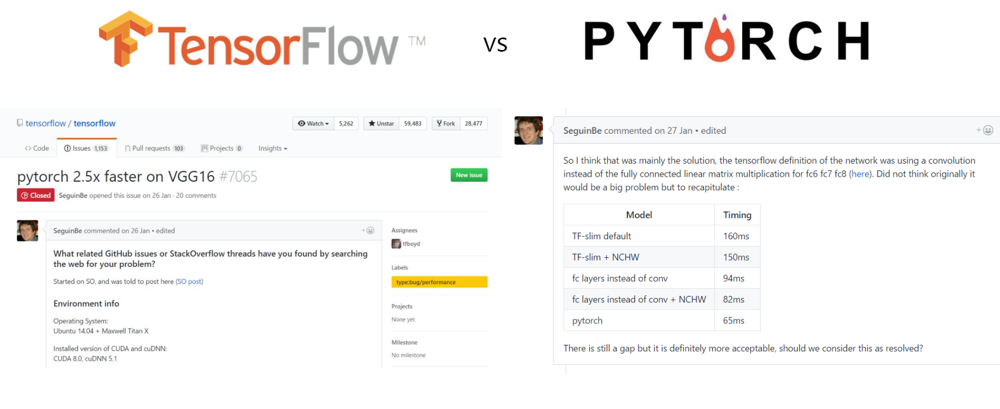 TensorFlow ™
VS
PYTORCH
tensorflow / tensorflow
Watch 5,262
Unstar 59,483
Fork 28,477
Code
Issues 1,153
Pull requests 103
Projects 0
Insights
pytorch 2.5x faster on VGG16 #7065
New issue
Closed
SeguinBe opened this issue on 26 Jan · 20 comments
SeguinBe commented on 26 Jan • edited
What related GitHub issues or StackOverflow threads have you found by searching
the web for your problem?
Started on SO, and was told to post here (SO post)
Environment info
Operating System:
Ubuntu 14.04 + Maxwell Titan X
Installed version of CUDA and cuDNN:
CUDA 8.0, cuDNN 5.1
Assignees
tfboyd
Labels
type:bug/performance
Projects
None yet
Milestone
No milestone
SeguinBe commented on 27 Jan • edited
So I think that was mainly the solution, the tensorflow definition of the network was using a convolution
instead of the fully connected linear matrix multiplication for fc6 fc7 fc8 (here). Did not think originally it
would be a big problem but to recapitulate :
Model Timing
TF-slim default 160ms
TF-slim + NCHW 150ms
fc layers instead of conv 94ms
fc layers instead of conv + NCHW 82ms
pytorch 65ms
There is still a gap but it is definitely more acceptable, should we consider this as resolved?